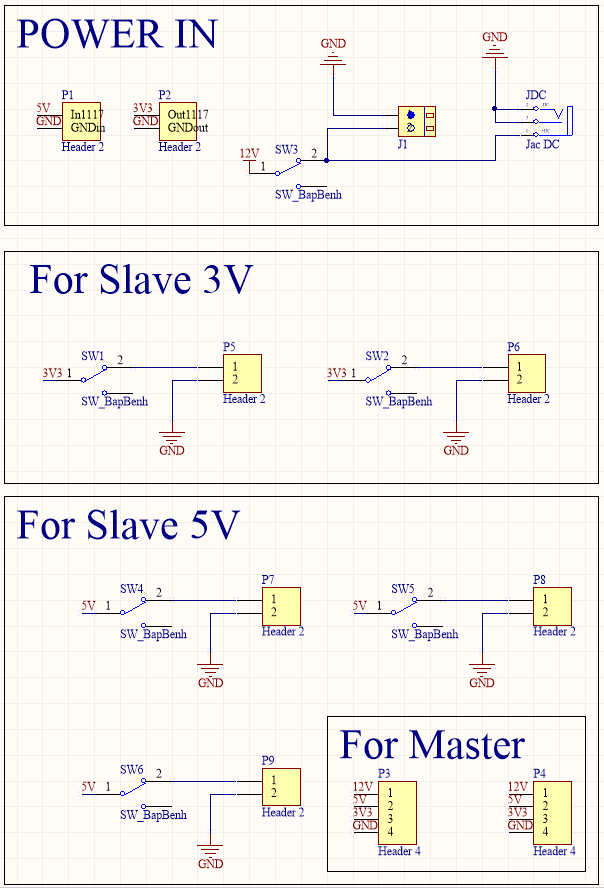 POWER IN
GND
GND
P1
P2
JDC
5V
GND
In1117
GNDin
3V3
GND
Out1117
GNDout
Header 2
Header 2
J1
Jac DC
12V
1
SW3
2
SW_BapBenh
For Slave 3V
3V3
1
SW1
2
SW_BapBenh
P5
1
2
Header 2
GND
3V3
1
SW2
2
SW_BapBenh
P6
1
2
Header 2
GND
For Slave 5V
5V
1
SW4
2
SW_BapBenh
P7
1
2
Header 2
GND
5V
1
SW5
2
SW_BapBenh
P8
1
2
Header 2
GND
5V
1
SW6
2
SW_BapBenh
P9
1
2
Header 2
GND
For Master
P3
12V 1
5V 2
3V3 3
GND 4
Header 4
P4
12V 1
5V 2
3V3 3
GND 4
Header 4